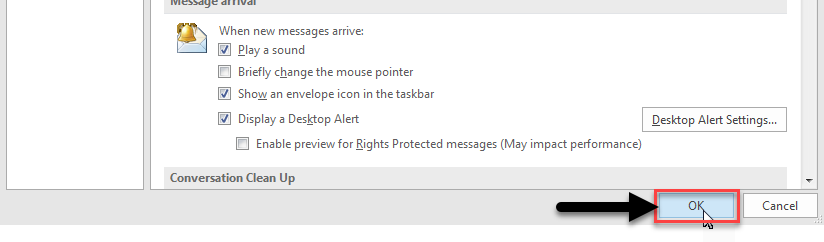 Message arrival
When new messages arrive:
Play a sound
Briefly change the mouse pointer
Show an envelope icon in the taskbar
Display a Desktop Alert
Desktop Alert Settings...
Enable preview for Rights Protected messages (May impact performance)
Conversation Clean Up
OK
Cancel